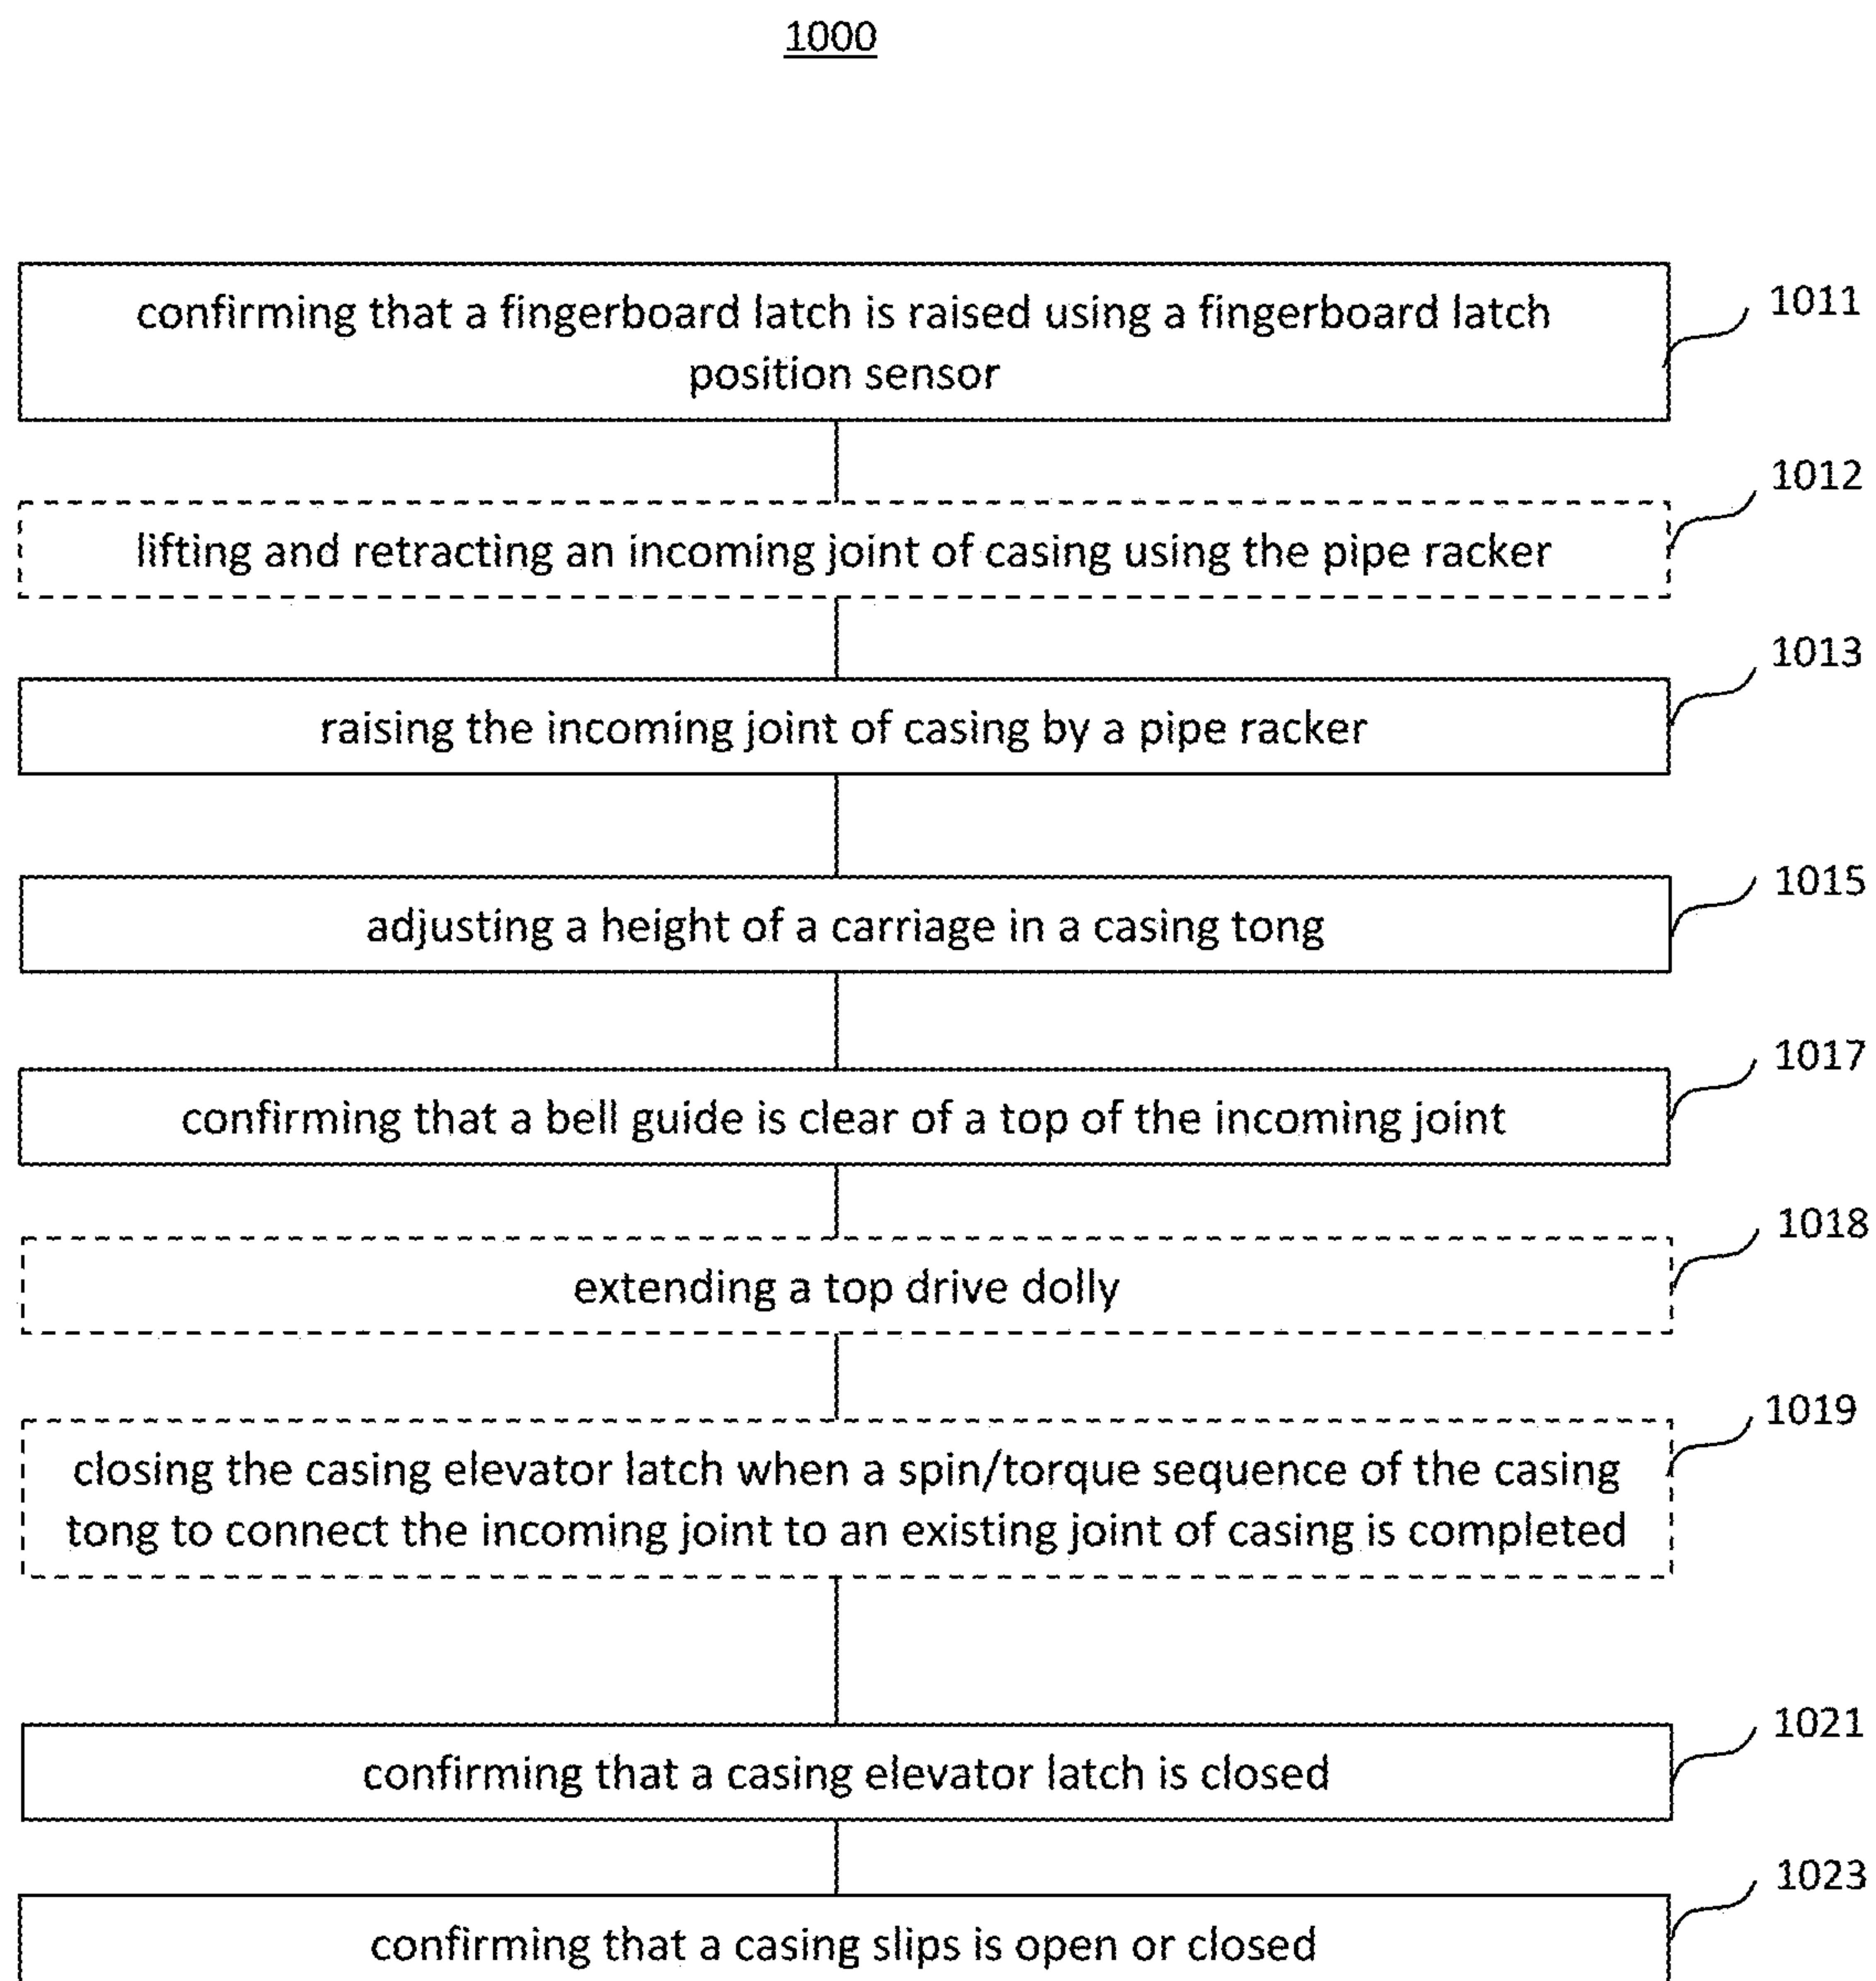 1000
confirming that a fingerboard latch is raised using a fingerboard latch
position sensor
1011
lifting and retracting an incoming joint of casing using the pipe racker
1012
raising the incoming joint of casing by a pipe racker
1013
adjusting a height of a carriage in a casing tong
1015
confirming that a bell guide is clear of a top of the incoming joint
1017
extending a top drive dolly
1018
closing the casing elevator latch when a spin/torque sequence of the casing
tong to connect the incoming joint to an existing joint of casing is completed
1019
confirming that a casing elevator latch is closed
1021
confirming that a casing slips is open or closed
1023